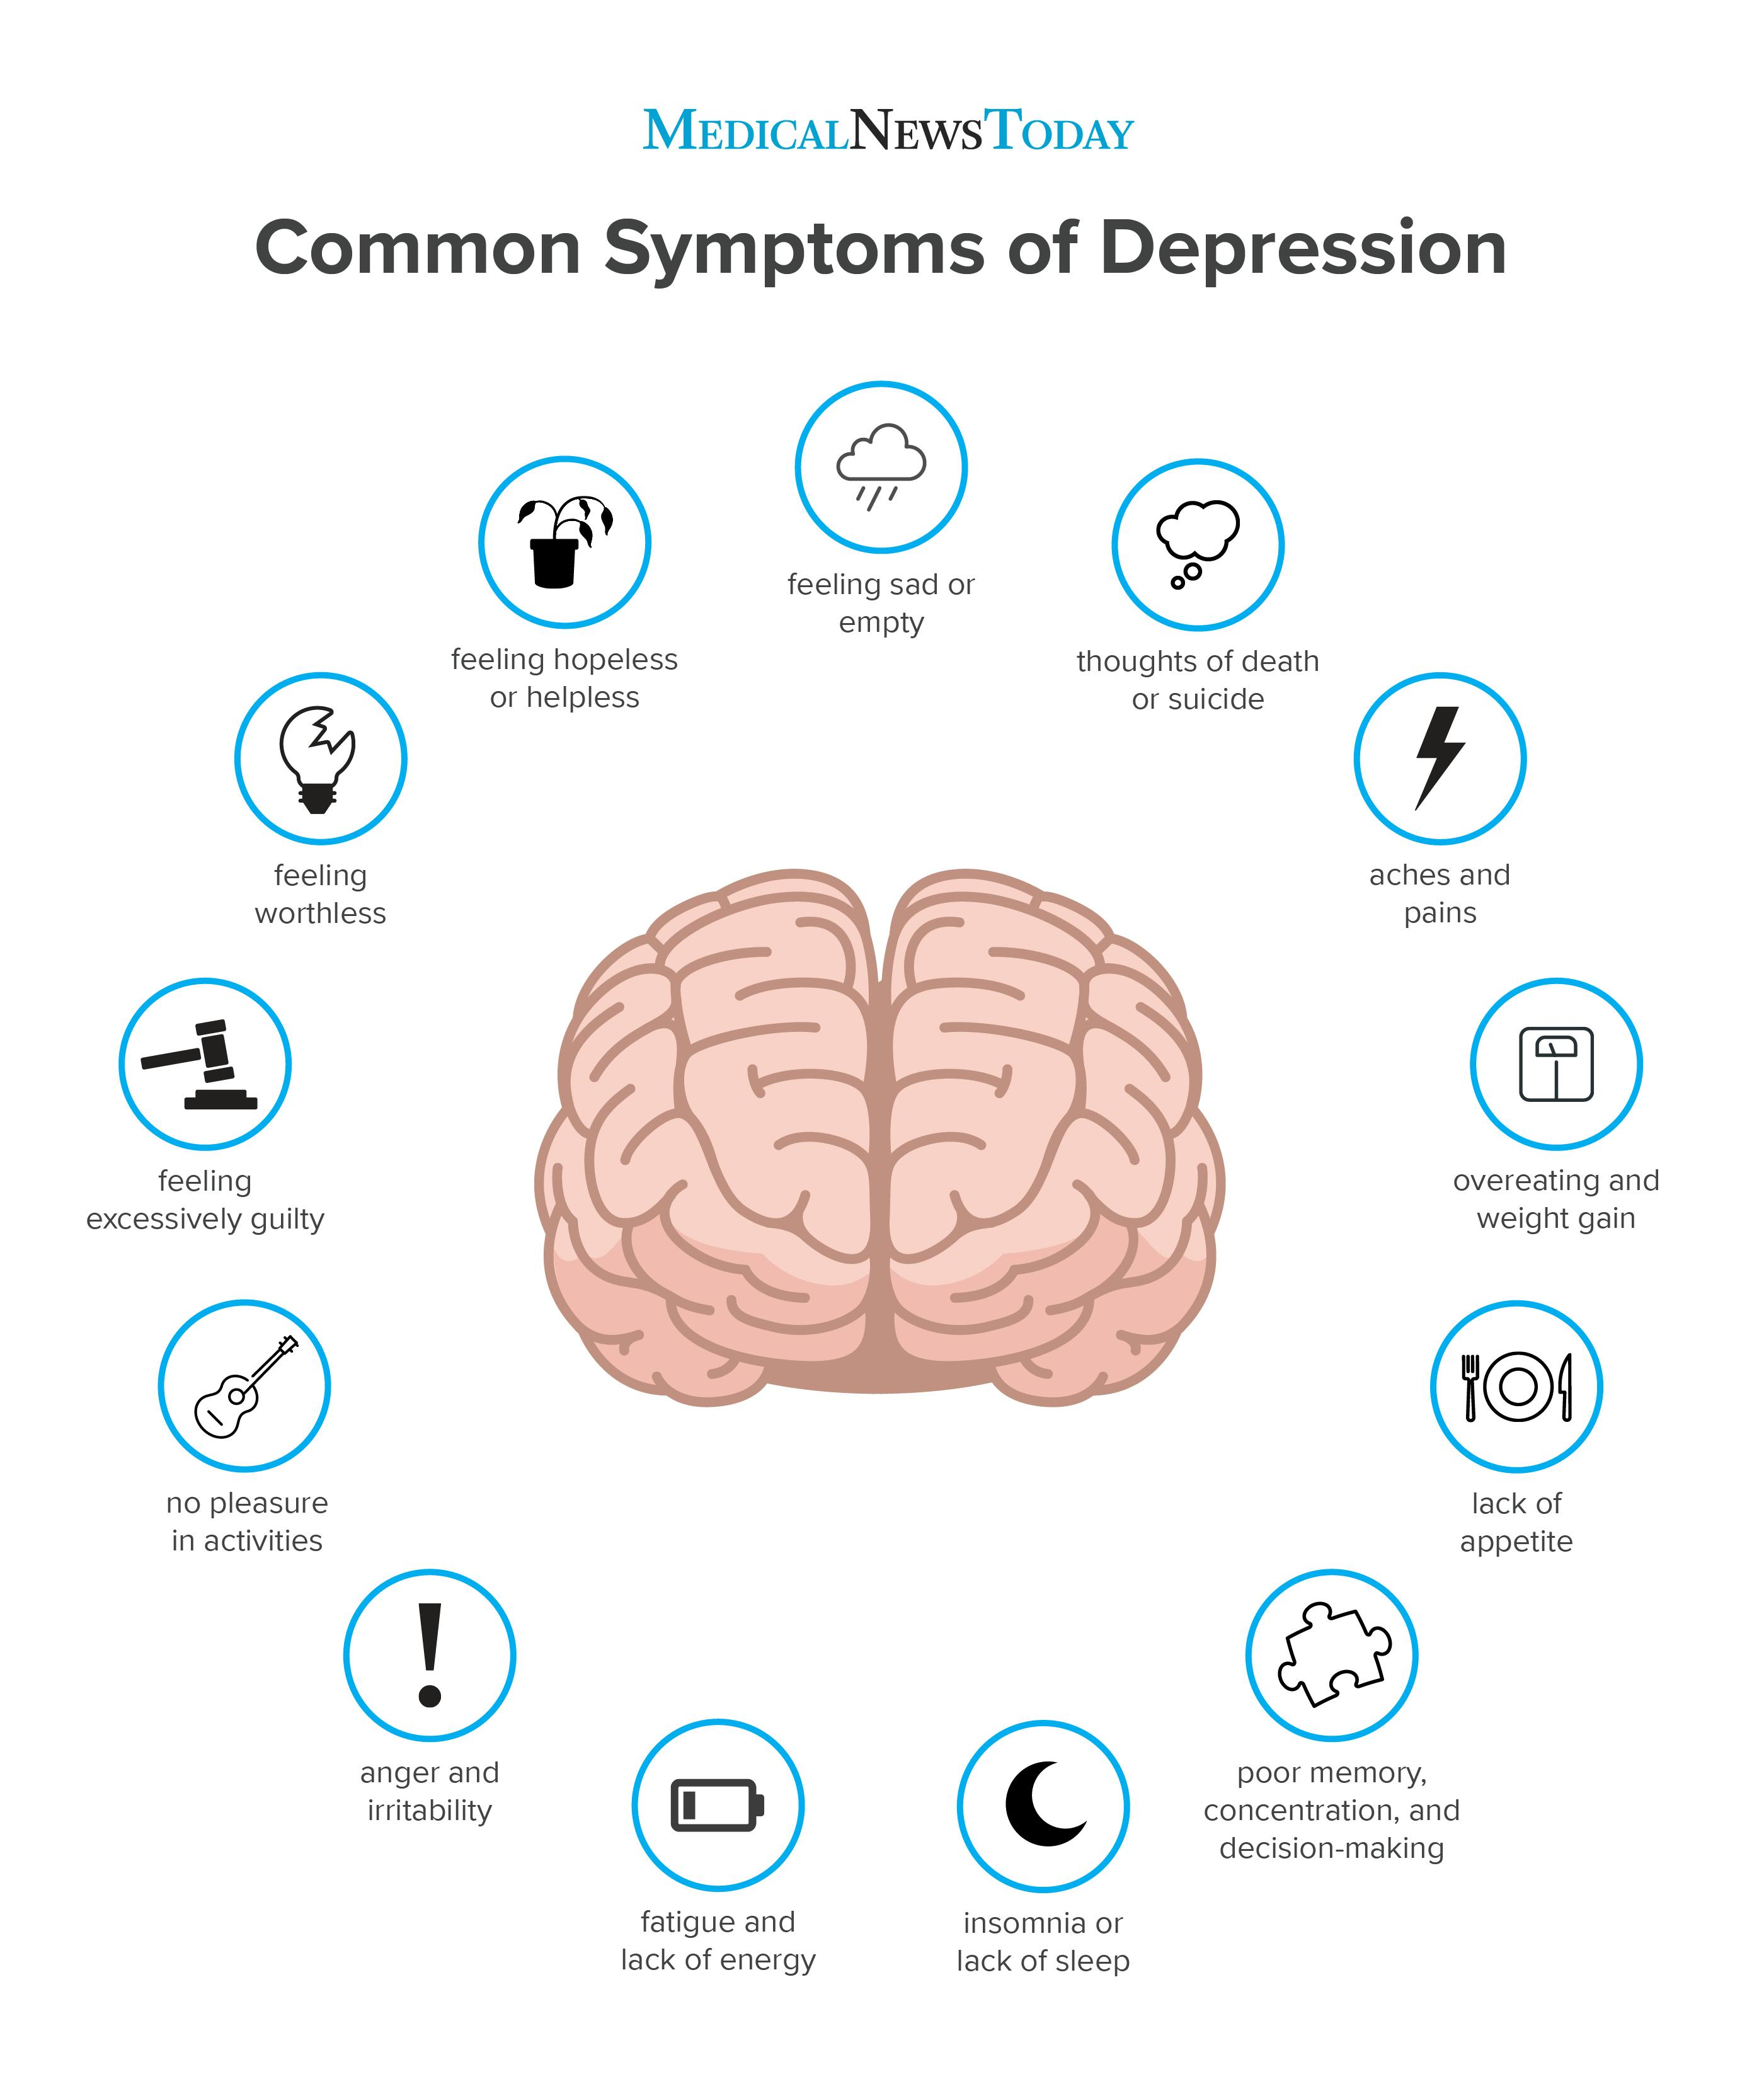 MEDICALNEWSTODAY
Common Symptoms of Depression
feeling sad or
empty
thoughts of death
or suicide
aches and
pains
overeating and
weight gain
lack of
appetite
poor memory,
concentration, and
decision-making
insomnia or
lack of sleep
fatigue and
lack of energy
anger and
irritability
no pleasure
in activities
feeling
excessively guilty
feeling
worthless
feeling hopeless
or helpless